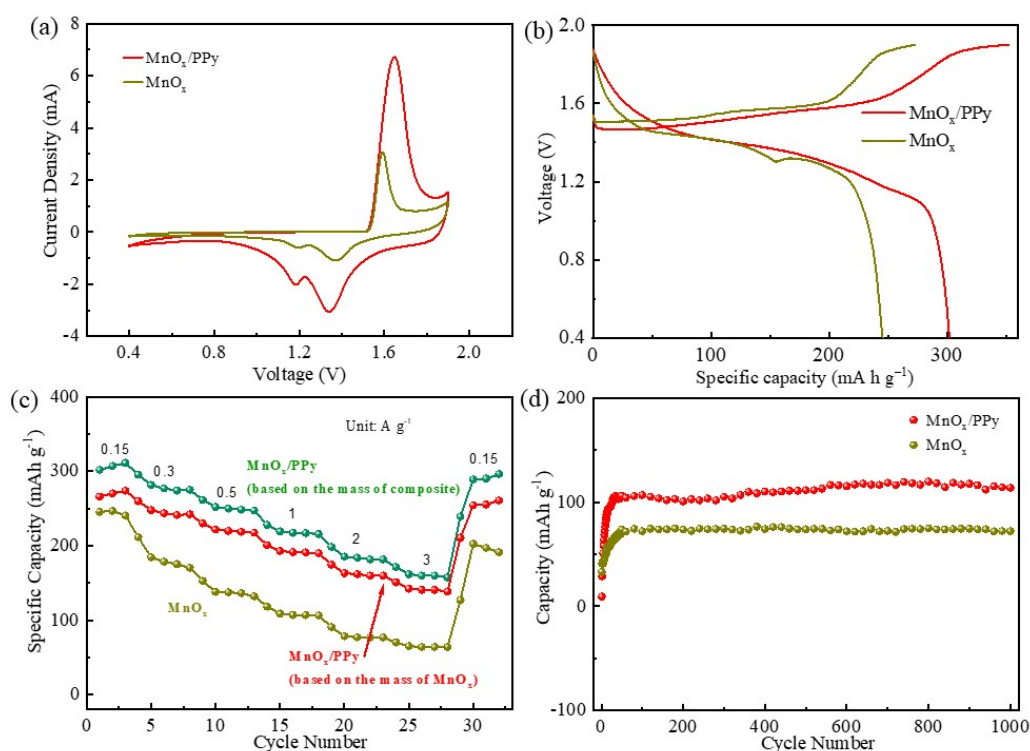 (a)
MnOₓ/PPy
MnOₓ
8
6
4
2
0
-2
-4
Current Density (mA)
0.4
0.8
1.2
1.6
2.0
Voltage (V)
(b)
2.0
1.6
1.2
0.8
0.4
Voltage (V)
MnOₓ/PPy
MnOₓ
0
100
200
300
Specific capacity (mA h g⁻¹)
(c)
400
300
200
100
0
Specific Capacity (mAh g⁻¹)
Unit: A g⁻¹
0.15
0.3
0.5
1
2
3
0.15
MnOₓ/PPy
(based on the mass of composite)
MnOₓ
MnOₓ/PPy
(based on the mass of MnOₓ)
0
5
10
15
20
25
30
Cycle Number
(d)
200
100
0
-100
Capacity (mAh g⁻¹)
MnOₓ/PPy
MnOₓ
0
200
400
600
800
1000
Cycle Number